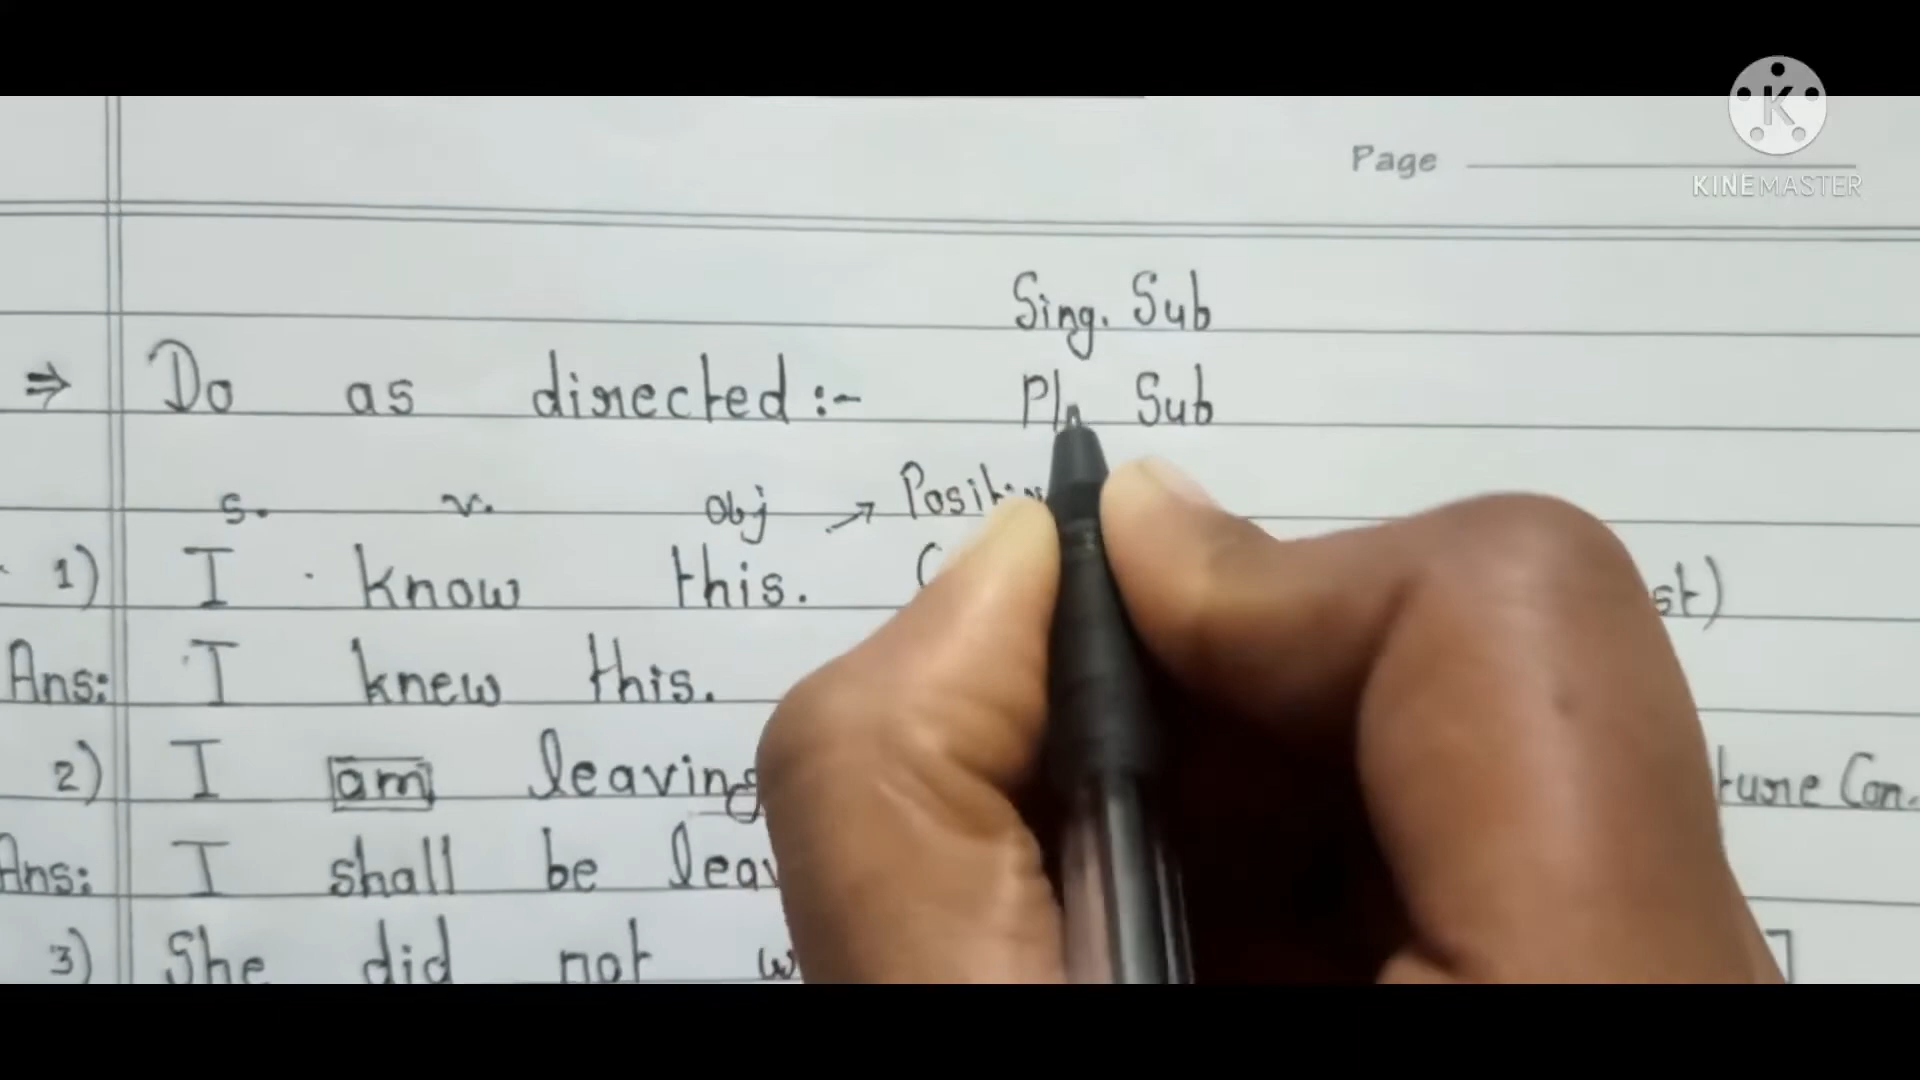 Page
KINEMASTER
Sing. Sub
⇒ Do as directed :-
Pl. Sub
s. v. obj →
1) I know this. (
Ans: I knew this.
2) I am leaving Con.
Ans: I shall be
3) She did not